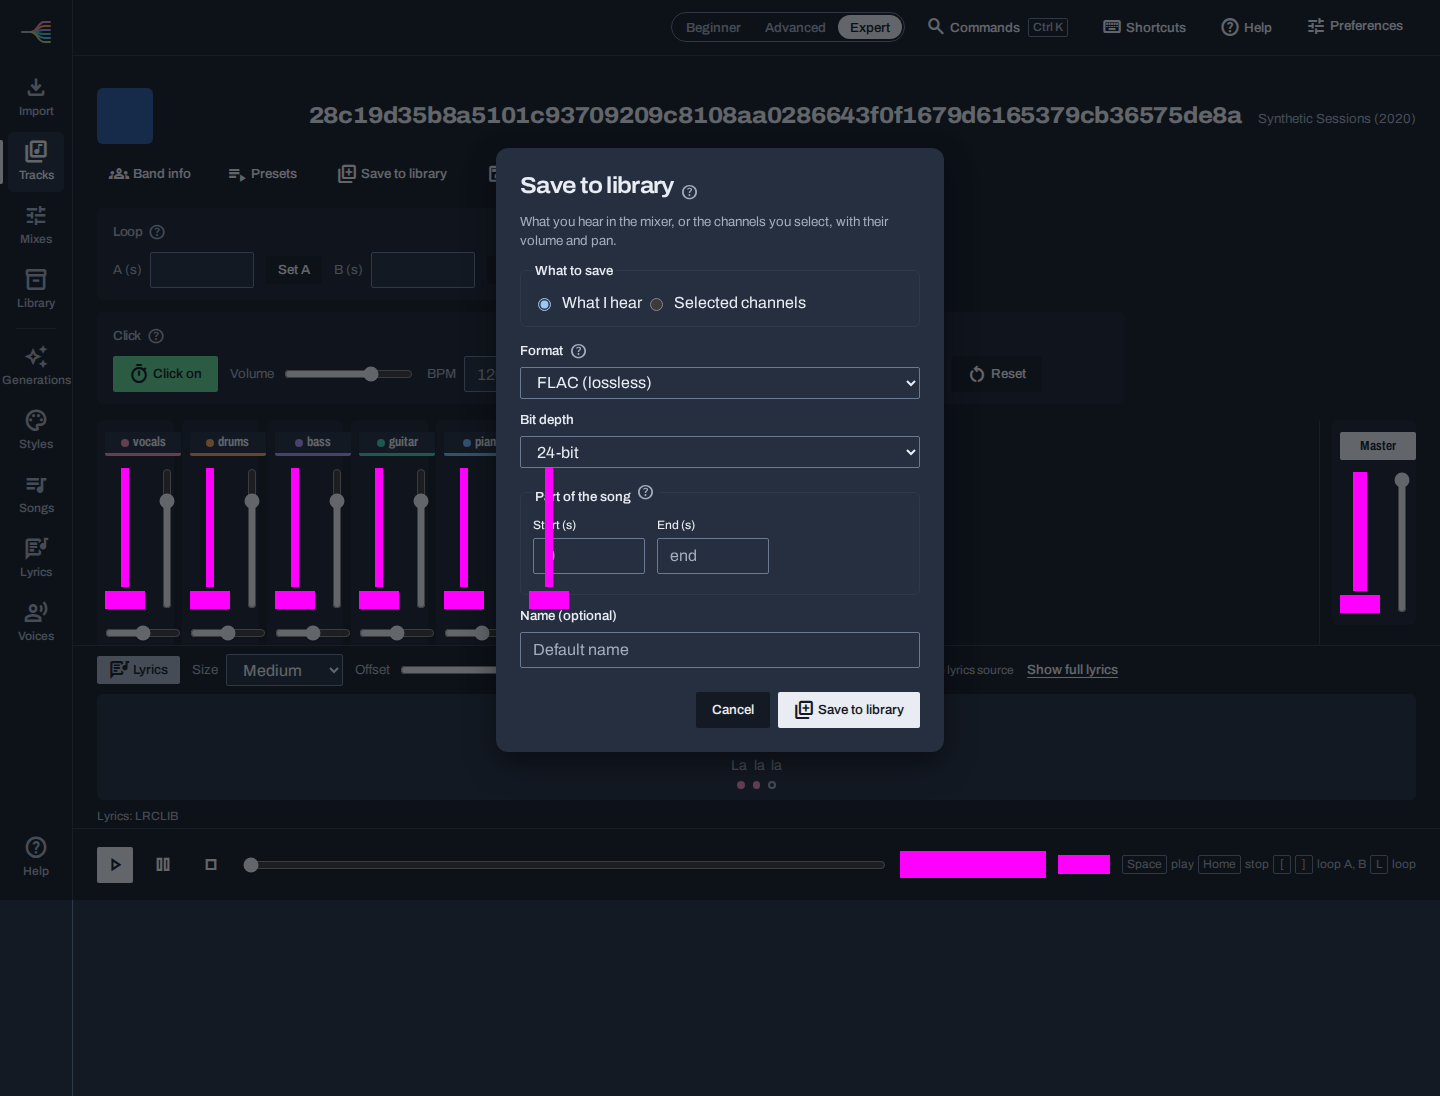 Beginner Advanced Expert Commands Ctrl K Shortcuts Help Preferences
Import
Tracks
Mixes
Library
Generations
Styles
Songs
Lyrics
Voices
Help
28c19d35b8a5101c93709209c8108aa0286643f0f1679d6165379cb36575de8a Synthetic Sessions (2020)
Band info Presets Save to library
Loop
A (s) Set A B (s)
Click
Click on Volume BPM Reset
vocals drums bass guitar Master
Save to library
What you hear in the mixer, or the channels you select, with their
volume and pan.
What to save
What I hear Selected channels
Format
FLAC (lossless)
Bit depth
24-bit
Part of the song
Start (s) End (s)
end
Name (optional)
Default name
Cancel Save to library
Lyrics Size Medium Offset lyrics source Show full lyrics
La la la
Lyrics: LRCLIB
Space play Home stop [ ] loop A, B L loop